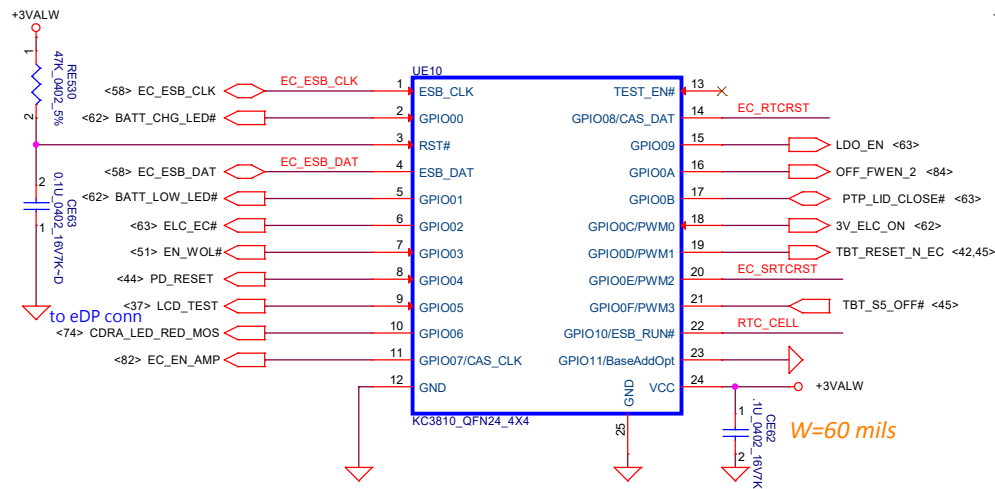 +3VALW
1
RE530
47K_0402_5%
2
2
0.1U_0402_16V7K~D
CE63
1
to eDP conn
UE10
<58> EC_ESB_CLK EC_ESB_CLK 1 ESB_CLK
<62> BATT_CHG_LED# 2 GPIO00
3 RST#
<58> EC_ESB_DAT EC_ESB_DAT 4 ESB_DAT
<62> BATT_LOW_LED# 5 GPIO01
<63> ELC_EC# 6 GPIO02
<51> EN_WOL# 7 GPIO03
<44> PD_RESET 8 GPIO04
<37> LCD_TEST 9 GPIO05
<74> CDRA_LED_RED_MOS 10 GPIO06
<82> EC_EN_AMP 11 GPIO07/CAS_CLK
12 GND
TEST_EN# 13
GPIO08/CAS_DAT 14 EC_RTCRST
GPIO09 15 LDO_EN <63>
GPIO0A 16 OFF_FWEN_2 <84>
GPIO0B 17 PTP_LID_CLOSE# <63>
GPIO0C/PWM0 18 3V_ELC_ON <62>
GPIO0D/PWM1 19 TBT_RESET_N_EC <42,45>
GPIO0E/PWM2 20 EC_SRTCRST
GPIO0F/PWM3 21 TBT_S5_OFF# <45>
GPIO10/ESB_RUN# 22 RTC_CELL
GPIO11/BaseAddOpt 23
VCC 24 +3VALW
GND
25
KC3810_QFN24_4X4
1
CE62
.1U_0402_16V7K
2
W=60 mils